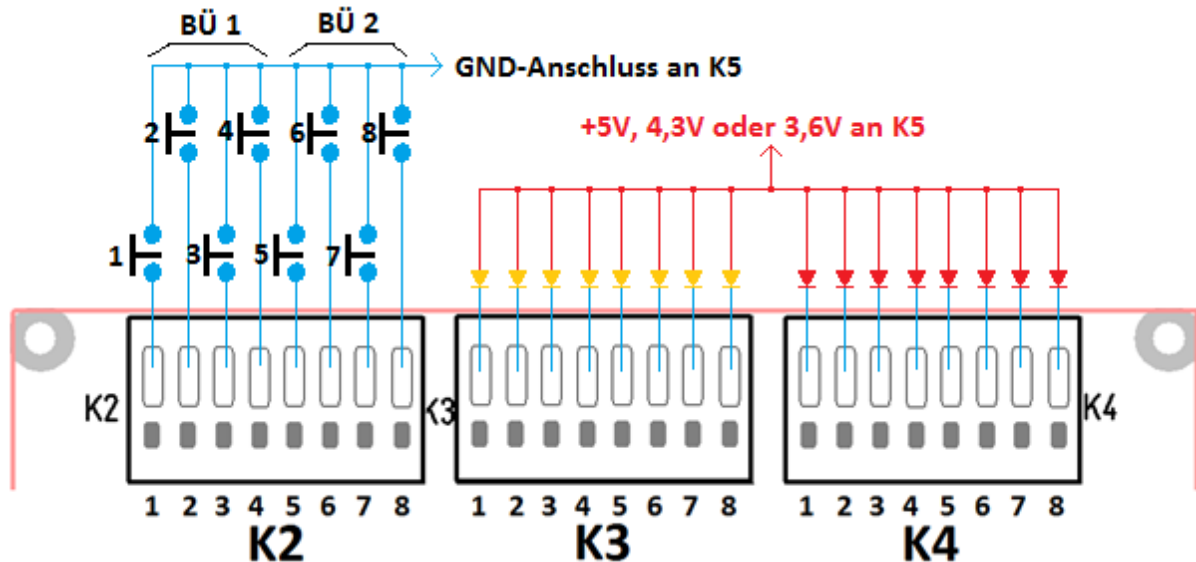 BÜ 1 BÜ 2
GND-Anschluss an K5
+5V, 4,3V oder 3,6V an K5
2 4 6 8
1 3 5 7
K2 K3 K4
1 2 3 4 5 6 7 8 1 2 3 4 5 6 7 8 1 2 3 4 5 6 7 8
K2 K3 K4